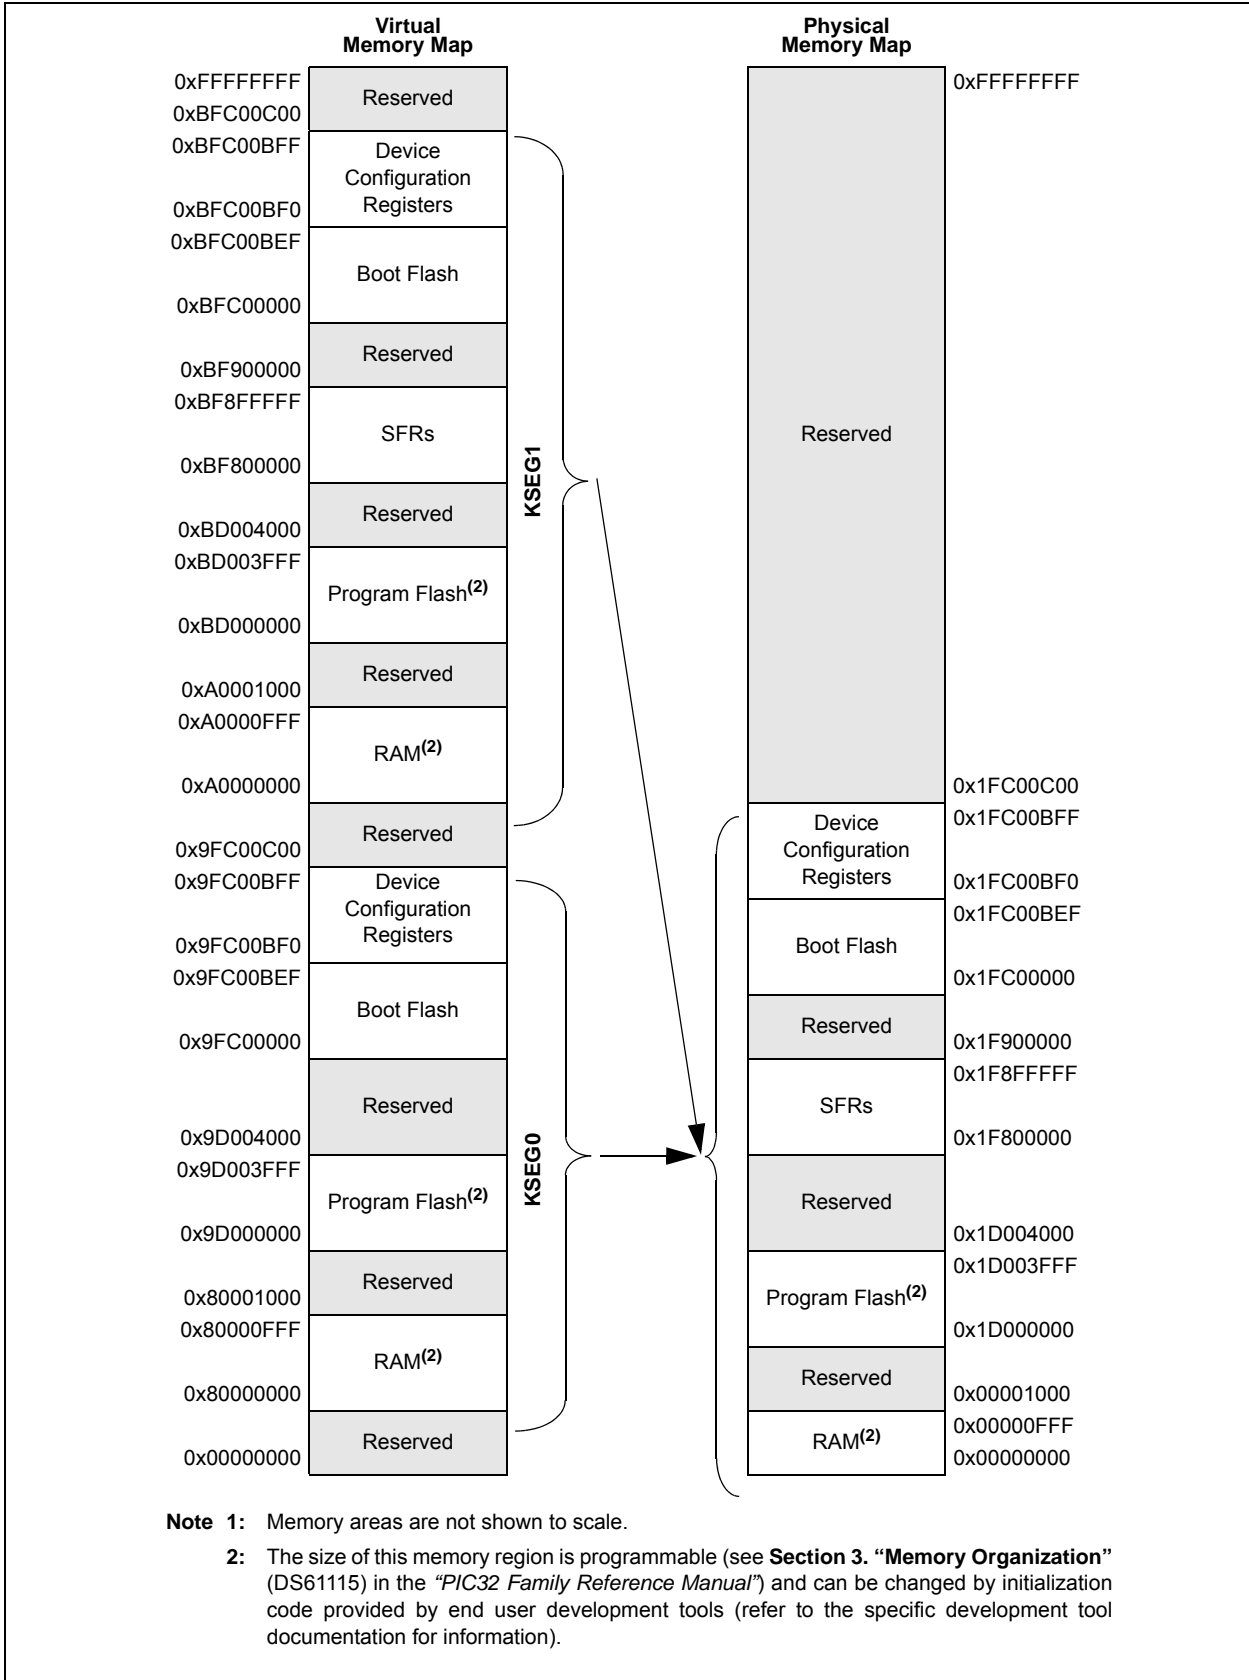 Virtual
Memory Map
Physical
Memory Map
0xFFFFFFFF
Reserved
0xBFC00C00
0xBFC00BFF
Device
Configuration
Registers
0xBFC00BF0
0xBFC00BEF
Boot Flash
0xBFC00000
Reserved
0xBF900000
0xBF8FFFFF
SFRs
0xBF800000
Reserved
0xBD004000
0xBD003FFF
Program Flash(2)
0xBD000000
Reserved
0xA0001000
0xA0000FFF
RAM(2)
0xA0000000
Reserved
0x9FC00C00
0x9FC00BFF
Device
Configuration
Registers
0x9FC00BF0
0x9FC00BEF
Boot Flash
0x9FC00000
Reserved
0x9D004000
0x9D003FFF
Program Flash(2)
0x9D000000
Reserved
0x80001000
0x80000FFF
RAM(2)
0x80000000
Reserved
0x00000000
KSEG1
KSEG0
0xFFFFFFFF
Reserved
0x1FC00C00
0x1FC00BFF
Device
Configuration
Registers
0x1FC00BF0
0x1FC00BEF
Boot Flash
0x1FC00000
Reserved
0x1F900000
0x1F8FFFFF
SFRs
0x1F800000
Reserved
0x1D004000
0x1D003FFF
Program Flash(2)
0x1D000000
Reserved
0x00001000
0x00000FFF
RAM(2)
0x00000000
Note 1: Memory areas are not shown to scale.
2: The size of this memory region is programmable (see Section 3. “Memory Organization”
(DS61115) in the “PIC32 Family Reference Manual”) and can be changed by initialization
code provided by end user development tools (refer to the specific development tool
documentation for information).